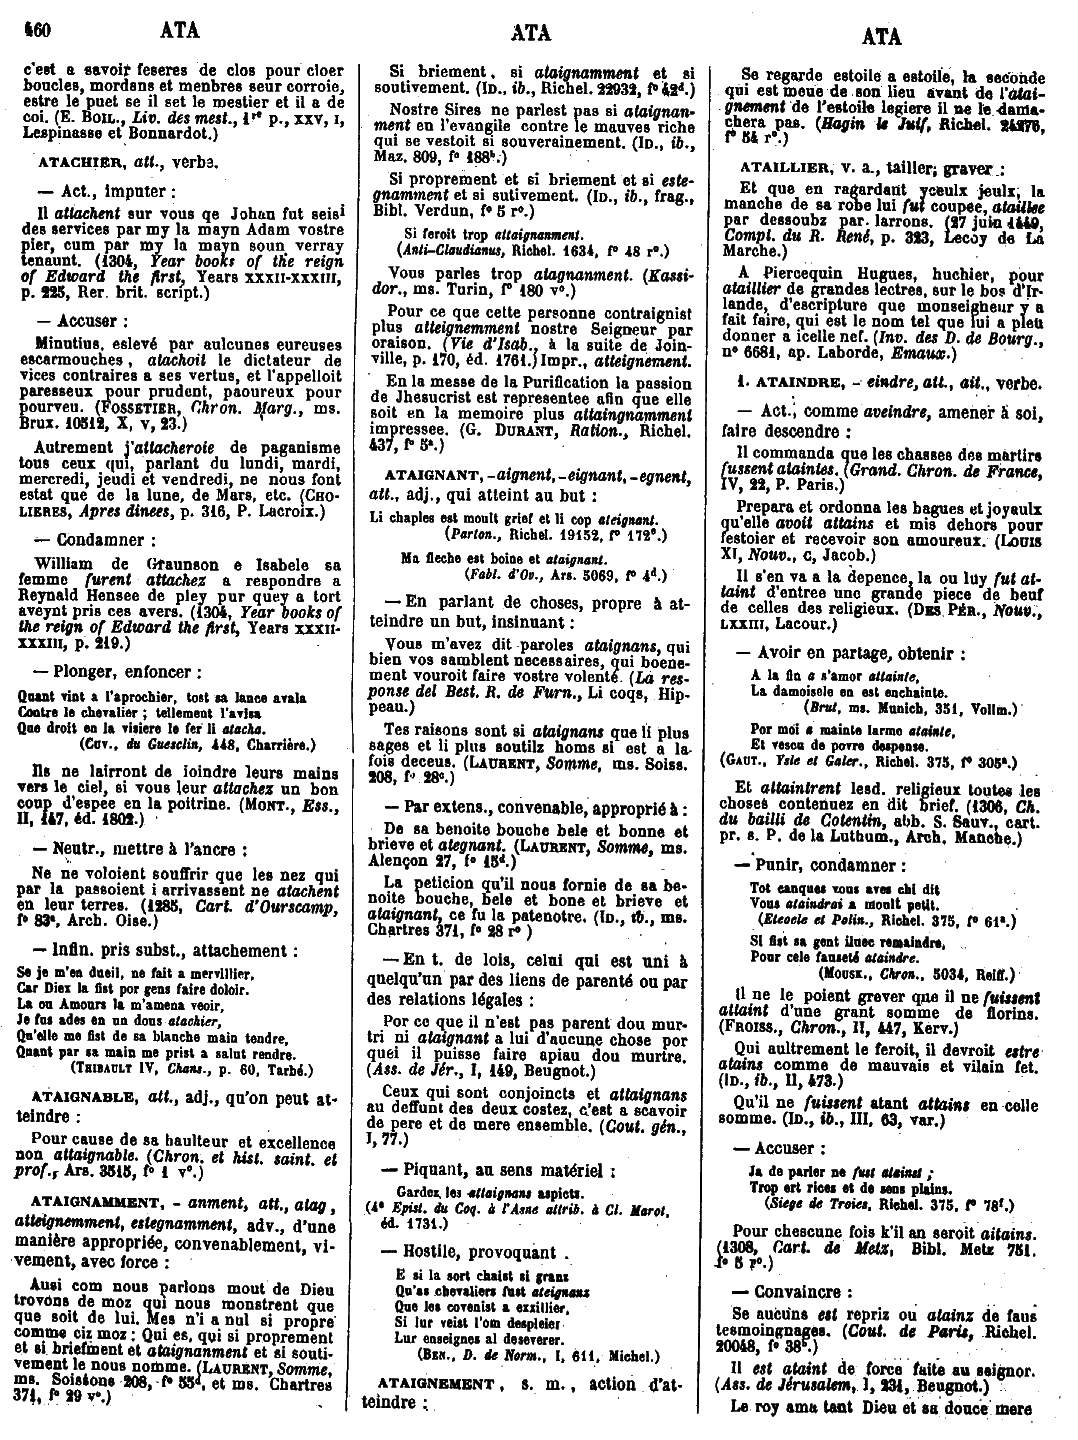 460 ATA
c'est a savoir feseres de clos pour cloer
boucles, mordens et menbres seur corroie,
estre le puet se il set le mestier et il a de
coi. (E. BOIL., Liv. des mest., 1re p., XXV, I,
Lespinasse et Bonnardot.)
ATACHIER, att., verbe.
— Act., imputer :
Il attachent sur vous qe Johan fut seisi
des services par my la mayn Adam vostre
pier, cum par my la mayn soun verray
tenaunt. (1304, Year books of the reign
of Edward the first, Years XXXII-XXXIII,
p. 225, Rer. brit. script.)
— Accuser :
Minutius, eslevé par aulcunes eureuses
escarmouches, atachoit le dictateur de
vices contraires a ses vertus, et l'appelloit
paresseux pour prudent, paoureux pour
pourveu. (FOSSETIER, Chron. Marg., ms.
Brux. 10512, X, V, 23.)
Autrement j'attacheroie de paganisme
tous ceux qui, parlant du lundi, mardi,
mercredi, jeudi et vendredi, ne nous font
estat que de la lune, de Mars, etc. (CHO-
LIERES, Apres dinees, p. 316, P. Lacroix.)
— Condamner :
William de Graunson e Isabele sa
femme furent attachez a respondre a
Reynald Hensee de pley pur quey a tort
aveynt pris ces avers. (1304, Year books of
the reign of Edward the first, Years XXXII-
XXXIII, p. 219.)
— Plonger, enfoncer :
Quant vint a l'aprochier, tost sa lance avala
Contre le chevalier ; tellement l'avisa
Que droit en la visiere le fer li atacha.
(CUV., du Guesclin, 448, Charrière.)
Ils ne lairront de joindre leurs mains
vers le ciel, si vous leur attachez un bon
coup d'espee en la poitrine. (MONT., Ess.,
II, 147, éd. 1802.)
— Neutr., mettre à l'ancre :
Ne ne voloient souffrir que les nez qui
par la passoient i arrivassent ne atachent
en leur terres. (1285, Cart. d'Ourscamp,
f° 83a, Arch. Oise.)
— Infin. pris subst., attachement :
Se je m'en dueil, ne fait a mervillier,
Car Diex la fist por gens faire doloir.
La ou Amours la m'amena veoir,
Je fus ades en un dous atachier,
Qu'elle me fist de sa blanche main tendre,
Quant par sa main me prist a salut rendre.
(THIBAULT IV, Chans., p. 60, Tarbé.)
ATAIGNABLE, att., adj., qu'on peut at-
teindre :
Pour cause de sa haulteur et excellence
non attaignable. (Chron. et hist. saint. et
prof., Ars. 3515, f° 1 v°.)
ATAIGNAMMENT, - anment, att., atag,
atteignemment, estegnamment, adv., d'une
manière appropriée, convenablement, vi-
vement, avec force :
Ausi com nous parlons mout de Dieu
trovons de moz qui nous monstrent que
que soit de lui. Mes n'i a nul si propre
comme ciz moz : Qui es, qui si proprement
et si briefment et ataignanment et si souti-
vement le nous nomme. (LAURENT, Somme,
ms. Soissons 208, f° 55d, et ms. Chartres
371, f° 29 v°.)
ATA
Si briement, si ataignamment et si
soutivement. (ID., ib., Richel. 22932, f° 42d.)
Nostre Sires ne parlest pas si ataignan-
ment en l'evangile contre le mauves riche
qui se vestoit si souverainement. (ID., ib.,
Maz. 809, f° 188b.)
Si proprement et si briement et si este-
gnamment et si sutivement. (ID., ib., frag.,
Bibl. Verdun, f° 5 r°.)
Si feroit trop attaignanment.
(Anti-Claudianus, Richel. 1634, f° 48 r°.)
Vous parles trop atagnanment. (Kassi-
dor., ms. Turin, f° 180 v°.)
Pour ce que cette personne contraignist
plus atteignemment nostre Seigneur par
oraison. (Vie d'Isab., à la suite de Join-
ville, p. 170, éd. 1761.) Impr., atteignement.
En la messe de la Purification la passion
de Jhesucrist est representee afin que elle
soit en la memoire plus attaingnamment
impressee. (G. DURANT, Ration., Richel.
437, f° 5a.)
ATAIGNANT, -aignent, -eignant, -egnent,
att., adj., qui atteint au but :
Li chaples est moult grief et li cop ateignant.
(Parton., Richel. 19152, f° 172e.)
Ma fleche est boine et ataignant.
(Fabl. d'Ov., Ars. 5069, f° 4d.)
— En parlant de choses, propre à at-
teindre un but, insinuant :
Vous m'avez dit paroles ataignans, qui
bien vos samblent necessaires, qui boene-
ment vouroit faire vostre volenté. (La res-
ponse del Best. R. de Furn., Li coqs, Hip-
peau.)
Tes raisons sont si ataignans que li plus
sages et li plus soutilz homs si est a la
fois deceus. (LAURENT, Somme, ms. Soiss.
208, f° 28c.)
— Par extens., convenable, approprié à :
De sa benoite bouche bele et bonne et
brieve et ategnant. (LAURENT, Somme, ms.
Alençon 27, f° 15d.)
La peticion qu'il nous fornie de sa be-
noite bouche, bele et bone et brieve et
ataignant, ce fu la patenotre. (ID., ib., ms.
Chartres 371, f° 28 r°)
— En t. de lois, celui qui est uni à
quelqu'un par des liens de parenté ou par
des relations légales :
Por ce que il n'est pas parent dou mur-
tri ni ataignant a lui d'aucune chose por
quei il puisse faire apiau dou murtre.
(Ass. de Jér., I, 149, Beugnot.)
Ceux qui sont conjoincts et attaignans
au deffunt des deux costez, c'est a scavoir
de pere et de mere ensemble. (Cout. gén.,
I, 77.)
— Piquant, au sens matériel :
Gardez les attaignans aspicts.
(4e Epist. du Coq. à l'Asne attrib. à Cl. Marot,
éd. 1731.)
— Hostile, provoquant .
E si la sort chaist si grans
Qu'as chevaliers fust ateignans
Que les covenist a exillier,
Si lur veist l'om despleier
Lur enseignes al deseverer.
(BEN., D. de Norm., I, 611, Michel.)
ATAIGNEMENT, s. m., action d'at-
teindre :
ATA
Se regarde estoile a estoile, la seconde
qui est meue de son lieu avant de l'atai-
gnement de l'estoile legiere il ne le dama-
chera pas. (Hagin le Juif, Richel. 24276,
f° 54 r°.)
ATAILLIER, v. a., tailler, graver :
Et que en regardant yceulx jeulx, la
manche de sa robe lui fut coupee, ataillee
par dessoubz par larrons. (27 juin 1449,
Compt. du R. René, p. 323, Lecoy de La
Marche.)
A Piercequin Hugues, huchier, pour
ataillier de grandes lectres, sur le bos d'Ir-
lande, d'escripture que monseigneur y a
fait faire, qui est le nom tel que lui a pleu
donner a icelle nef. (Inv. des D. de Bourg.,
n° 6681, ap. Laborde, Emaux.)
1. ATAINDRE, - eindre, att., ait., verbe.
— Act., comme aveindre, amener à soi,
faire descendre :
Il commanda que les chasses des martirs
fussent ataintes. (Grand. Chron. de France,
IV, 22, P. Paris.)
Prepara et ordonna les bagues et joyaulx
qu'elle avoit attains et mis dehors pour
festoier et recevoir son amoureux. (LOUIS
XI, Nouv., C, Jacob.)
Il s'en va a la depence, la ou luy fut at-
taint d'entree une grande piece de beuf
de celles des religieux. (DES PÉR., Nouv.,
LXXIII, Lacour.)
— Avoir en partage, obtenir :
A la fin a s'amor atainte,
La damoisele en est enchainte.
(Brut, ms. Munich, 351, Vollm.)
Por moi a mainte larme atainte,
Et vescu de povre despense.
(GAUT., Ysle et Galer., Richel. 375, f° 305a.)
Et attaintrent lesd. religieux toutes les
choses contenuez en dit brief. (1306, Ch.
du bailli de Cotentin, abb. S. Sauv., cart.
pr. s. P. de la Luthum., Arch. Manche.)
— Punir, condamner :
Tot canques vous aves chi dit
Vous ataindrai a moult petit.
(Eteocle et Polin., Richel. 375, f° 61a.)
Si fist sa gent iluec remaindre,
Pour cele fausseté ataindre.
(MOUSK., Chron., 5034, Reiff.)
Il ne le poient grever que il ne fuissent
attaint d'une grant somme de florins.
(FROISS., Chron., II, 447, Kerv.)
Qui aultrement le feroit, il devroit estre
atains comme de mauvais et vilain fet.
(ID., ib., II, 473.)
Qu'il ne fuissent atant attains en celle
somme. (ID., ib., III, 63, var.)
— Accuser :
Ja de parler ne fust atainst ;
Trop ert rices et de sens plains.
(Siege de Troies, Richel. 375, f° 78f.)
Pour chescune fois k'il an seroit aitains.
(1308, Cart. de Metz, Bibl. Metz 751,
f° 5 r°.)
— Convaincre :
Se aucuns est repriz ou atainz de faus
tesmoingnages. (Cout. de Paris, Richel.
20048, f° 38b.)
Il est ataint de force faite au seignor.
(Ass. de Jérusalem, I, 231, Beugnot.)
Le roy ama tant Dieu et sa douce mere